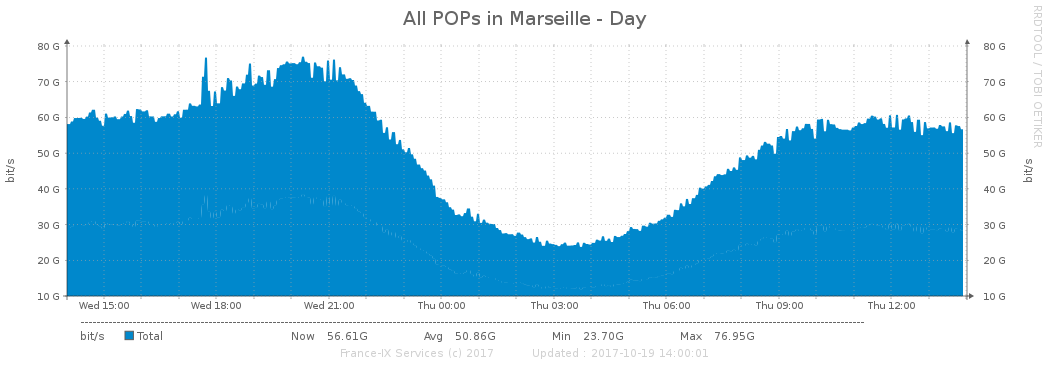 All POPs in Marseille - Day
RRDTOOL / TOBI OETIKER
80 G 80 G
70 G 70 G
60 G 60 G
50 G 50 G
40 G 40 G
30 G 30 G
20 G 20 G
10 G 10 G
bit/s
bit/s
Wed 15:00 Wed 18:00 Wed 21:00 Thu 00:00 Thu 03:00 Thu 06:00 Thu 09:00 Thu 12:00
bit/s Total Now 56.61G Avg 50.86G Min 23.70G Max 76.95G
France-IX Services (c) 2017 Updated : 2017-10-19 14:00:01